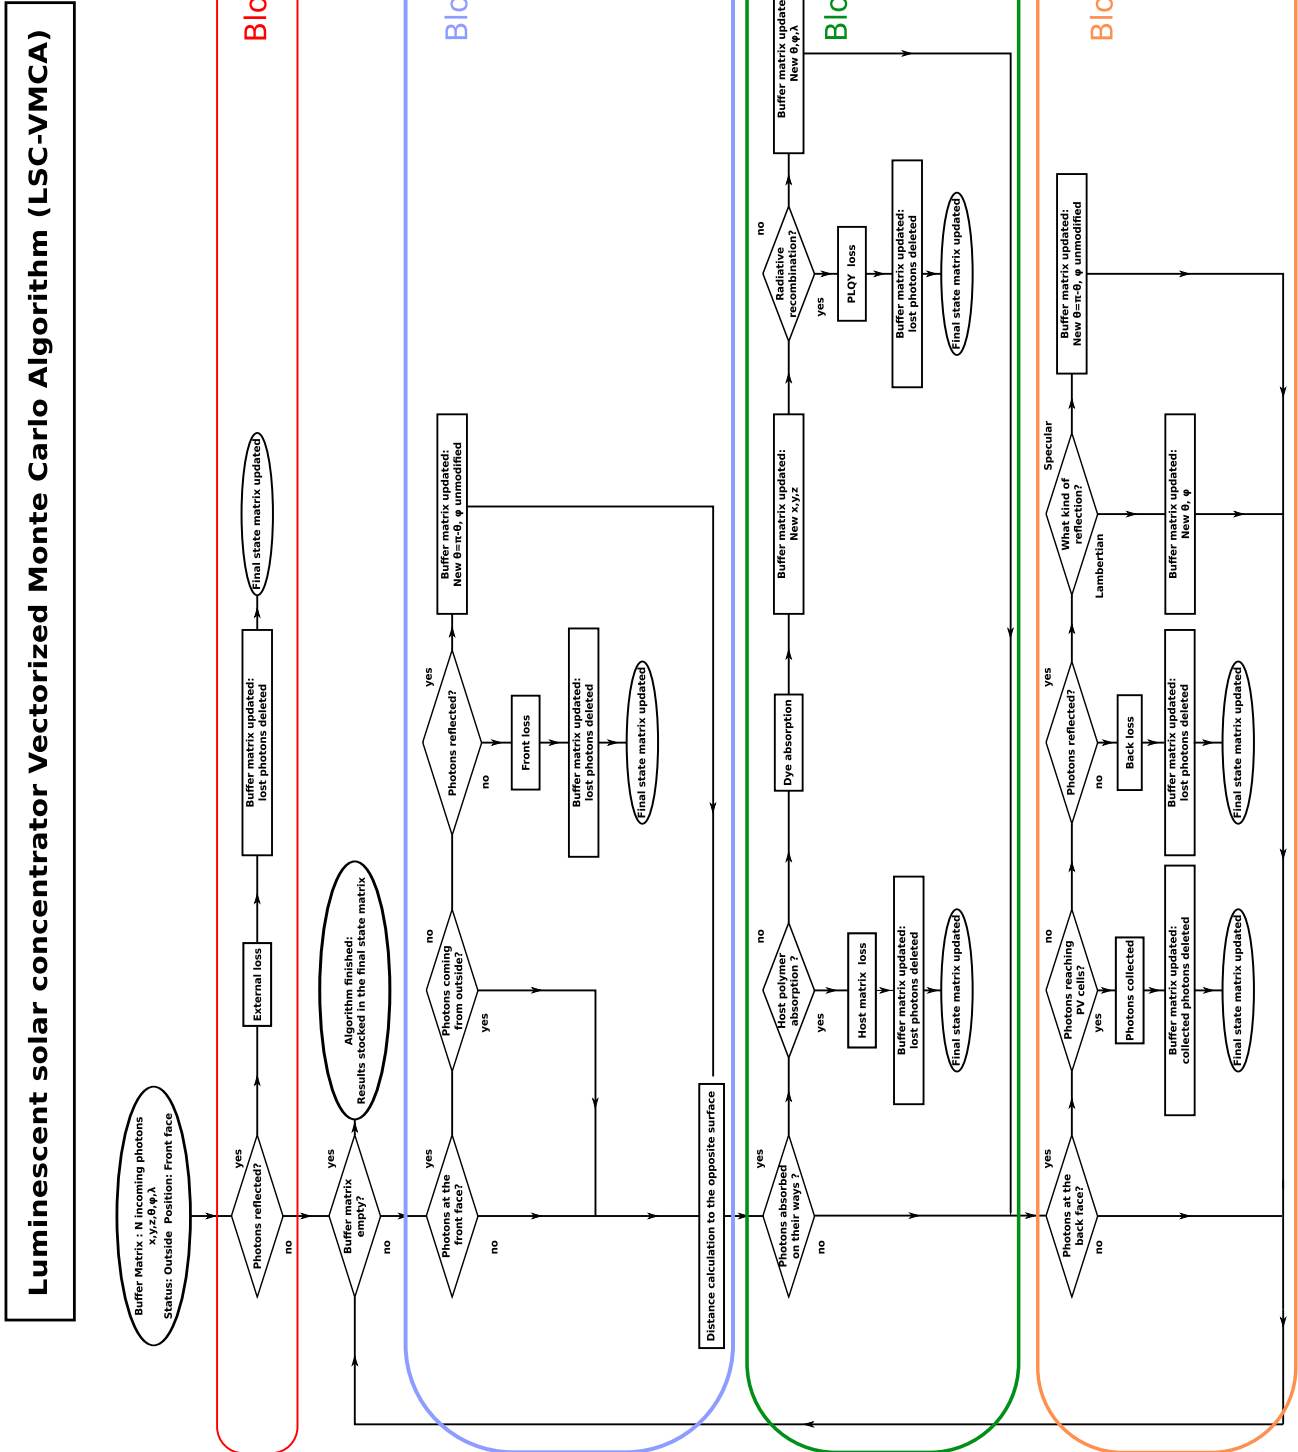 Luminescent solar concentrator Vectorized Monte Carlo Algorithm (LSC-VMCA)
Buffer Matrix : N incoming photons
x,y,z,θ,φ,λ
Status: Outside  Position: Front face
Photons reflected?
yes
no
External loss
Buffer matrix updated:
lost photons deleted
Final state matrix updated
Blo
Buffer matrix
empty?
yes
no
Algorithm finished:
Results stocked in the final state matrix
Photons at the
front face?
yes
no
Photons coming
from outside?
no
yes
Photons reflected?
yes
no
Front loss
Buffer matrix updated:
lost photons deleted
Final state matrix updated
Buffer matrix updated:
New θ=π-θ, φ unmodified
Blo
Distance calculation to the opposite surface
Photons absorbed
on their ways ?
yes
no
Host polymer
absorption ?
no
yes
Host matrix  loss
Buffer matrix updated:
lost photons deleted
Final state matrix updated
Dye absorption
Buffer matrix updated:
New x,y,z
Radiative
recombination?
no
yes
PLQY  loss
Buffer matrix updated:
lost photons deleted
Final state matrix updated
Buffer matrix update
New θ,φ,λ
Blo
Photons at the
back face?
yes
no
Photons reaching
PV cells?
no
yes
Photons collected
Buffer matrix updated:
collected photons deleted
Final state matrix updated
Photons reflected?
yes
no
Back loss
Buffer matrix updated:
lost photons deleted
Final state matrix updated
What kind of
reflection?
Specular
Lambertian
Buffer matrix updated:
New θ, φ
Buffer matrix updated:
New θ=π-θ, φ unmodified
Blo